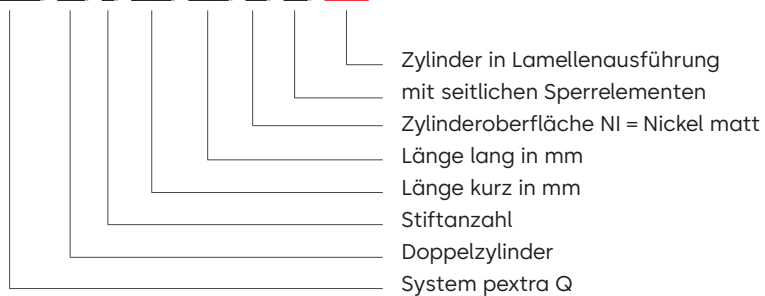 Zylinder in Lamellenausführung
mit seitlichen Sperrelementen
Zylinderoberfläche NI = Nickel matt
Länge lang in mm
Länge kurz in mm
Stiftanzahl
Doppelzylinder
System pextra Q